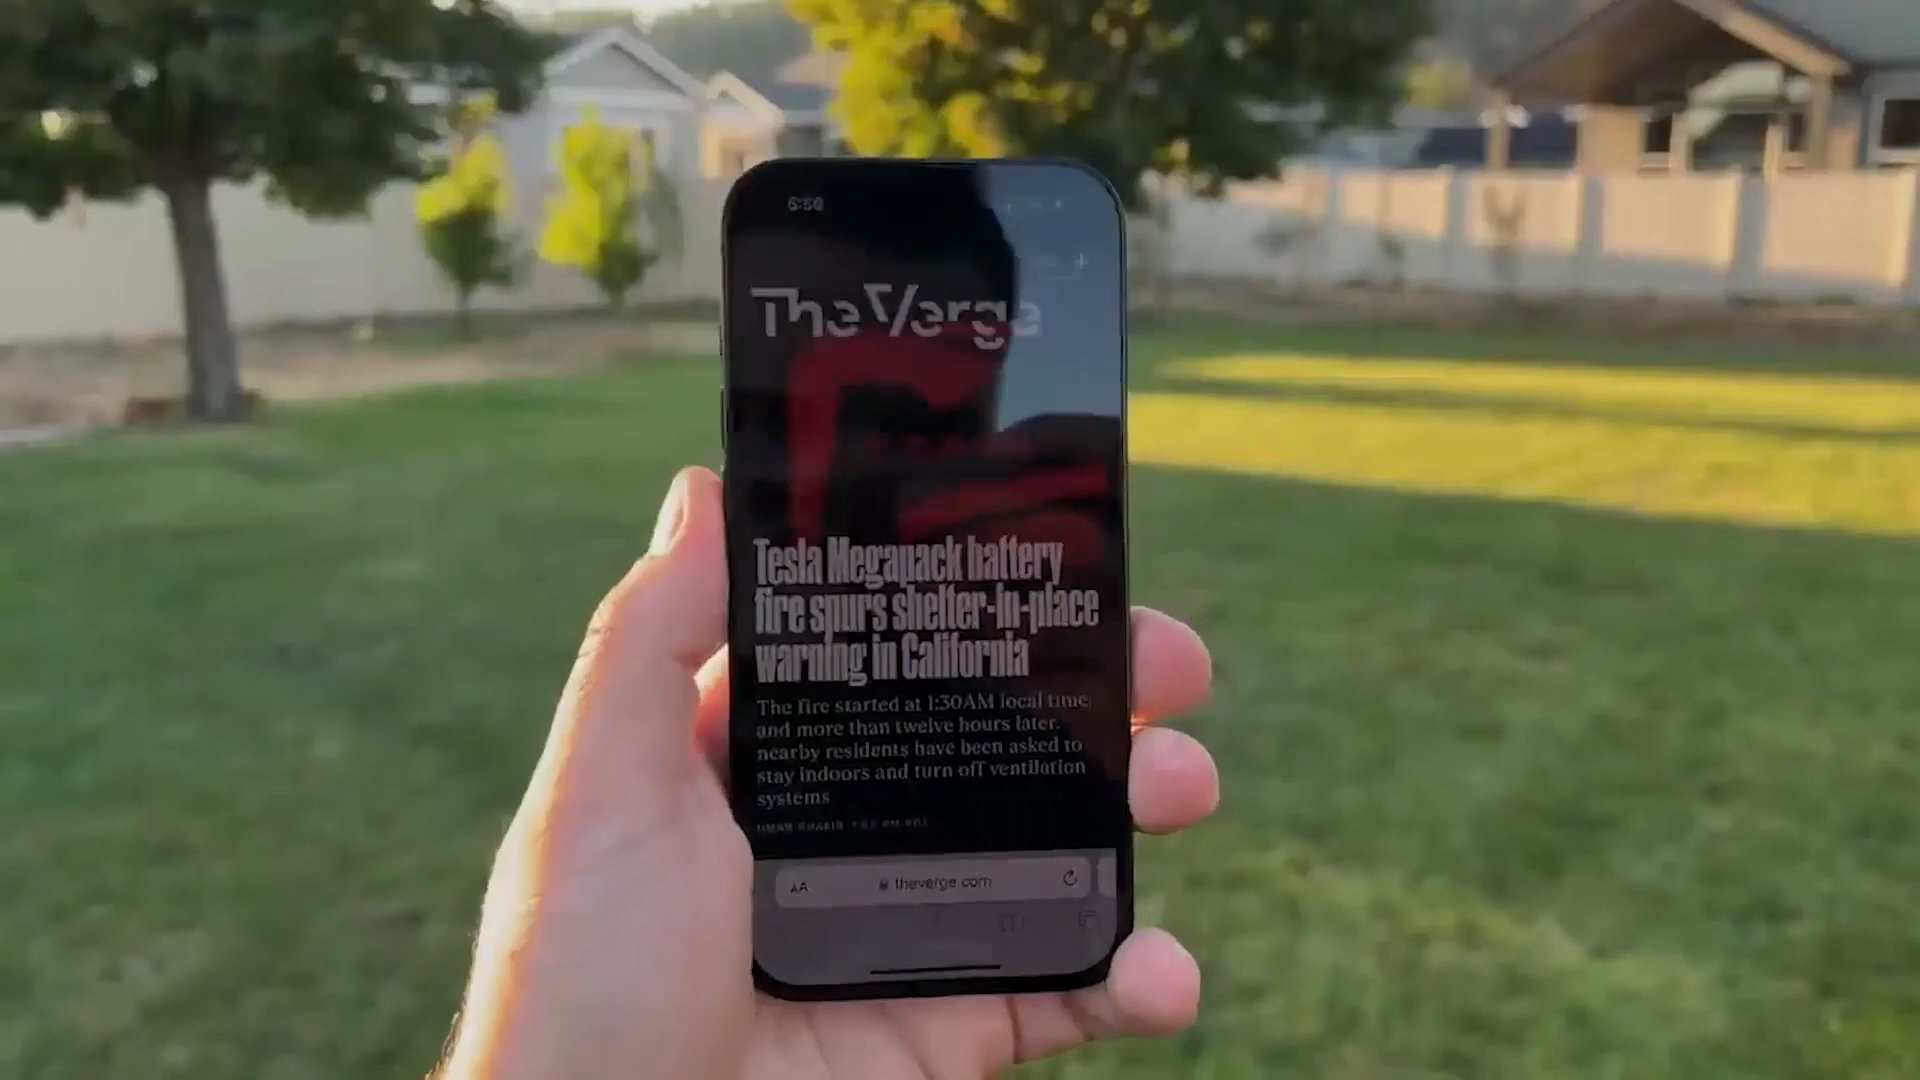 6:50
The Verge
Tesla Megapack battery
fire spurs shelter-in-place
warning in California
The fire started at 1:30AM local time,
and more than twelve hours later,
nearby residents have been asked to
stay indoors and turn off ventilation
systems
AA theverge.com